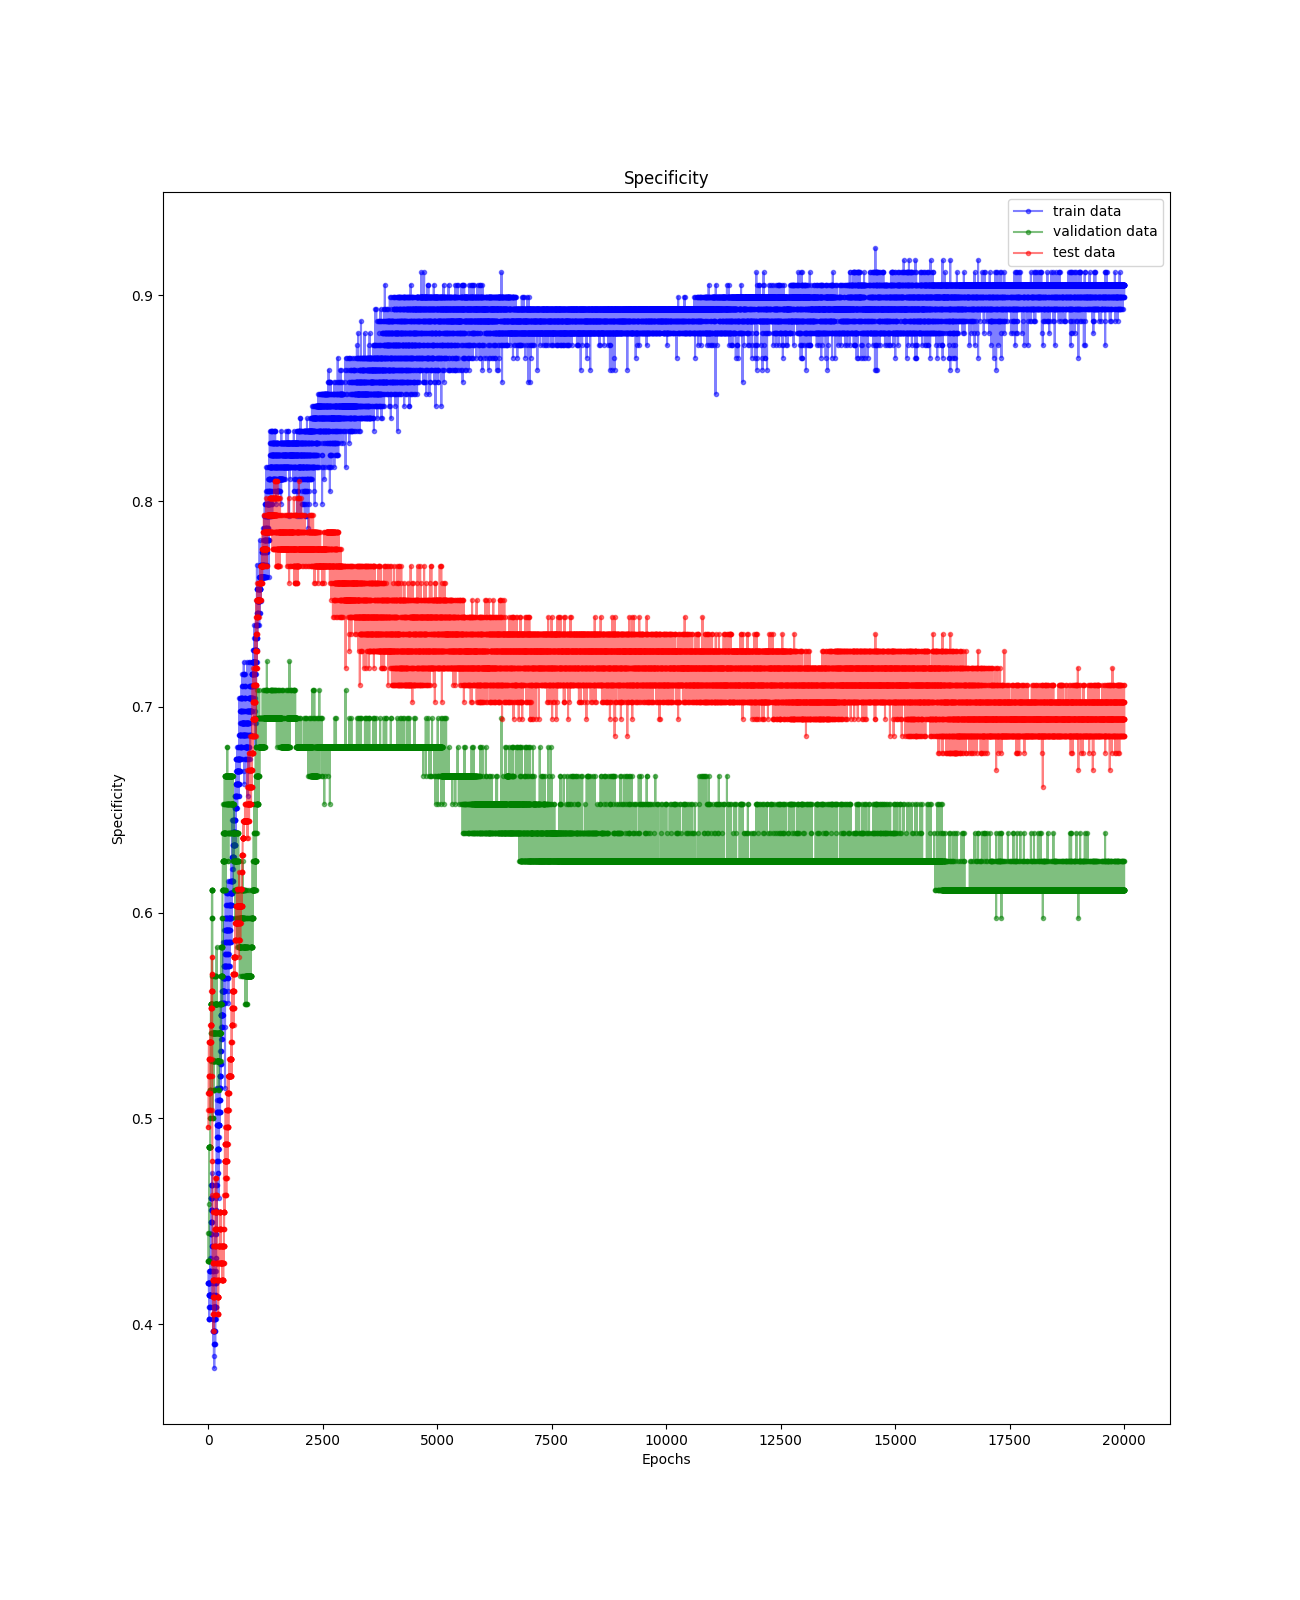 Specificity
train data
validation data
test data
0.9
0.8
0.7
0.6
0.5
0.4
Specificity
0 2500 5000 7500 10000 12500 15000 17500 20000
Epochs